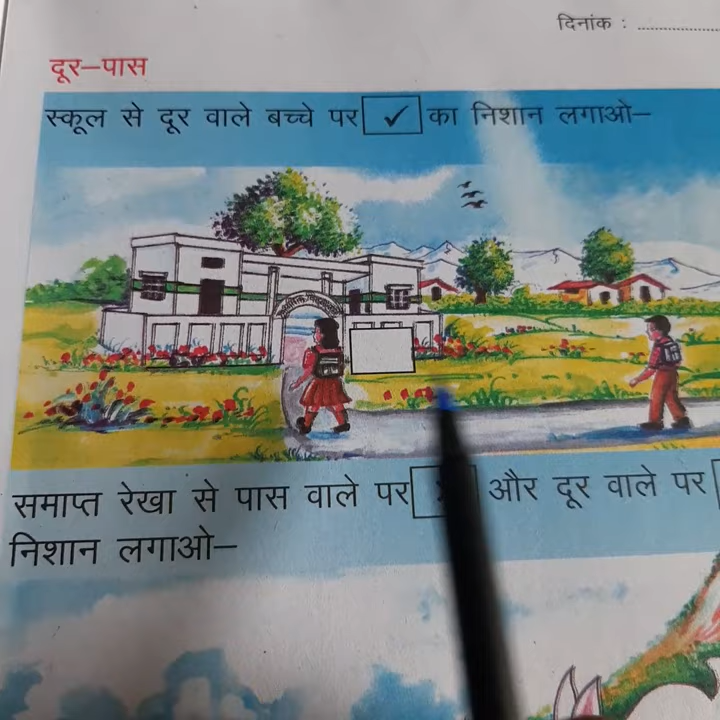 दिनांक : ....................
दूर–पास
स्कूल से दूर वाले बच्चे पर ✓ का निशान लगाओ–
समाप्त रेखा से पास वाले पर और दूर वाले पर
निशान लगाओ–